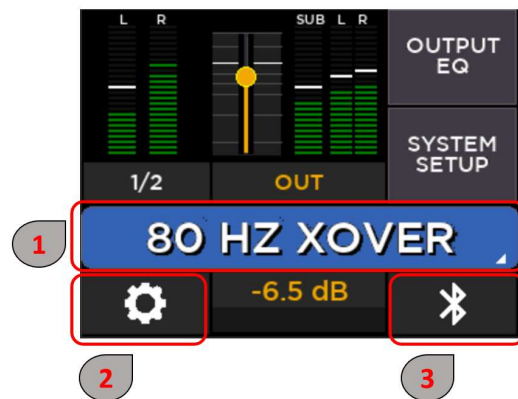 L R SUB L R
OUTPUT
EQ
SYSTEM
SETUP
1/2 OUT
1 80 HZ XOVER
-6.5 dB
2 3